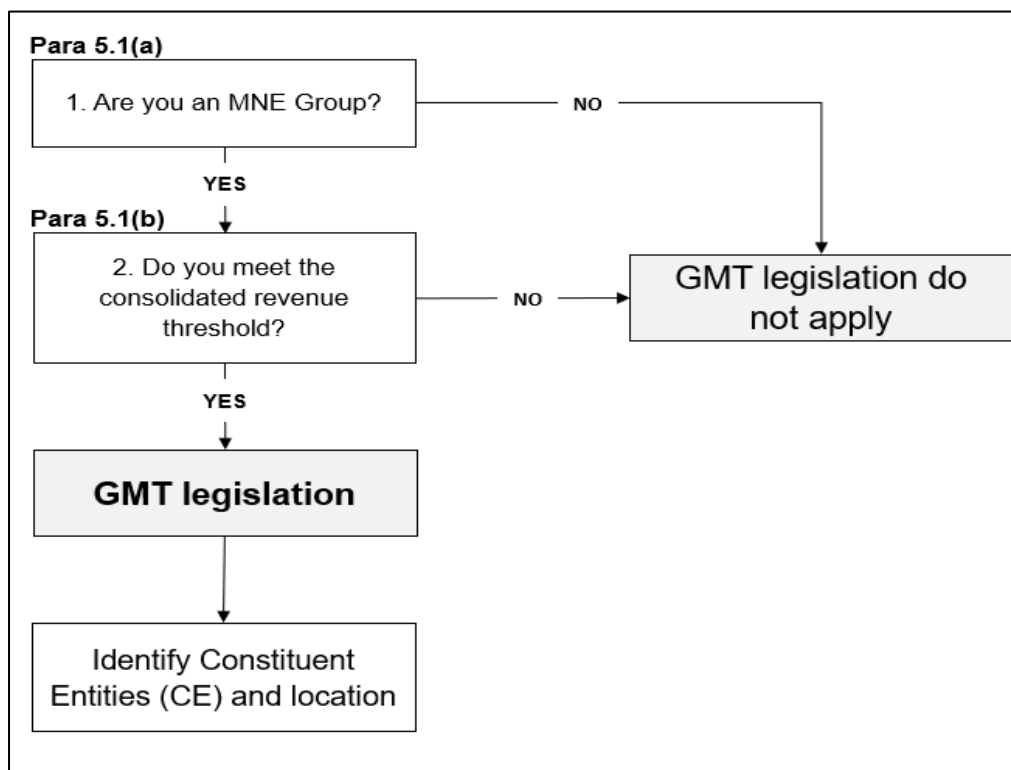 Para 5.1(a)
1. Are you an MNE Group?
NO
YES
Para 5.1(b)
2. Do you meet the
consolidated revenue
threshold?
NO
GMT legislation do
not apply
YES
GMT legislation
Identify Constituent
Entities (CE) and location